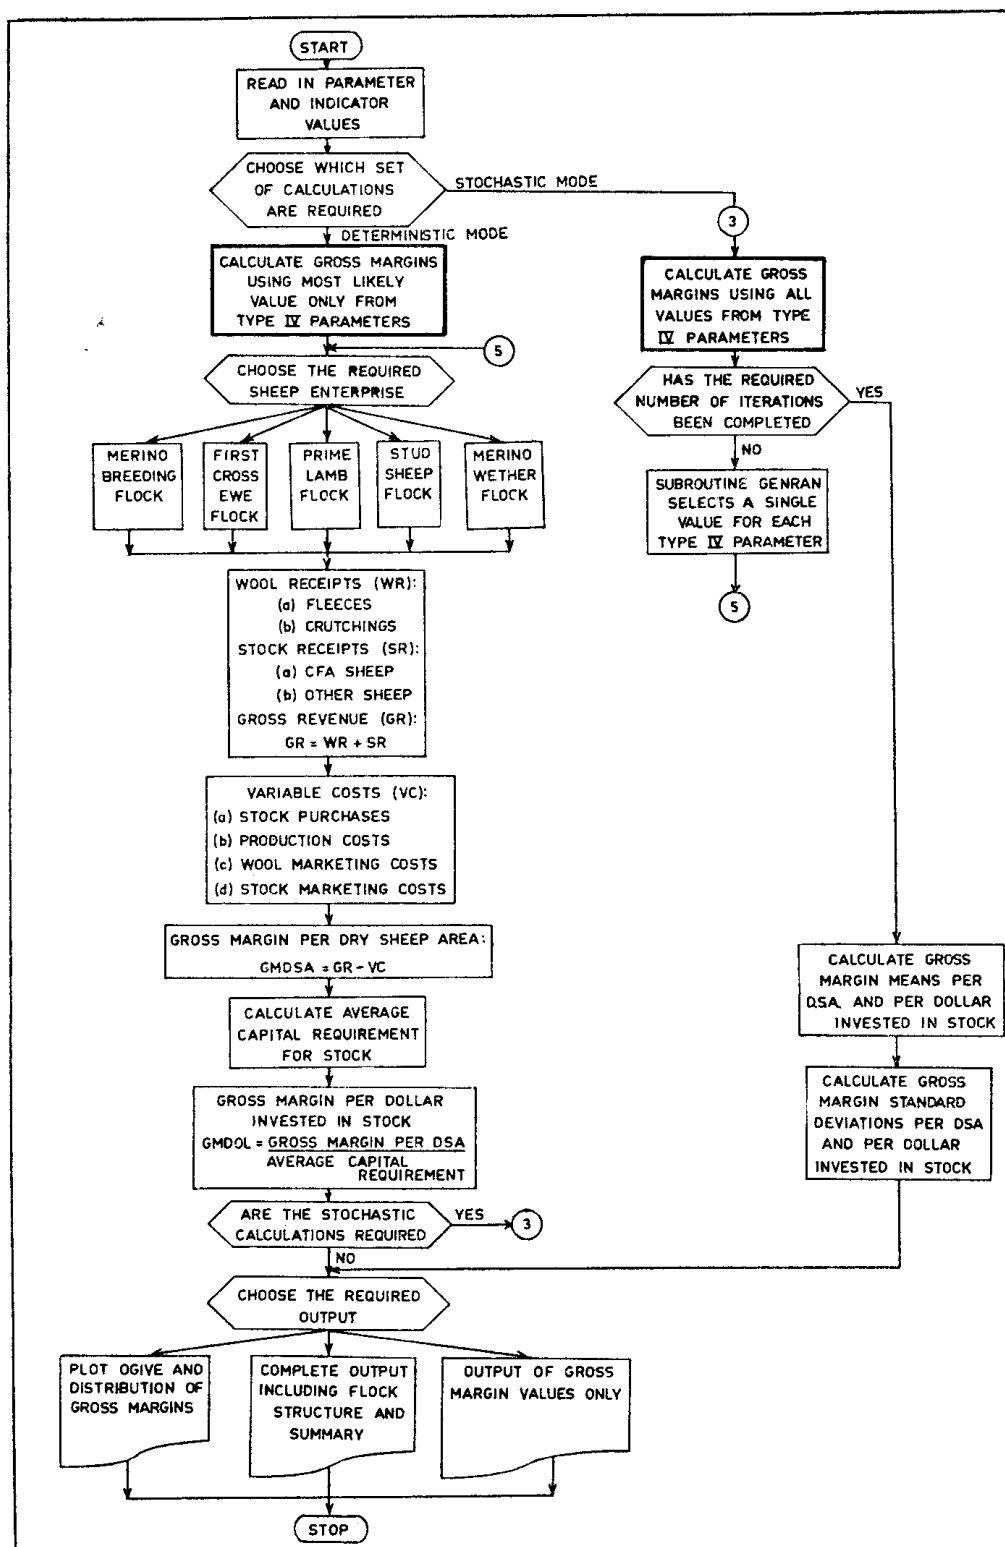 START
READ IN PARAMETER
AND INDICATOR
VALUES
CHOOSE WHICH SET
OF CALCULATIONS
ARE REQUIRED
STOCHASTIC MODE
DETERMINISTIC MODE
3
CALCULATE GROSS MARGINS
USING MOST LIKELY
VALUE ONLY FROM
TYPE IV PARAMETERS
CALCULATE GROSS
MARGINS USING ALL
VALUES FROM TYPE
IV PARAMETERS
5
CHOOSE THE REQUIRED
SHEEP ENTERPRISE
HAS THE REQUIRED
NUMBER OF ITERATIONS
BEEN COMPLETED
YES
NO
MERINO
BREEDING
FLOCK
FIRST
CROSS
EWE
FLOCK
PRIME
LAMB
FLOCK
STUD
SHEEP
FLOCK
MERINO
WETHER
FLOCK
SUBROUTINE GENRAN
SELECTS A SINGLE
VALUE FOR EACH
TYPE IV PARAMETER
5
WOOL RECEIPTS (WR):
(a) FLEECES
(b) CRUTCHINGS
STOCK RECEIPTS (SR):
(a) CFA SHEEP
(b) OTHER SHEEP
GROSS REVENUE (GR):
GR = WR + SR
VARIABLE COSTS (VC):
(a) STOCK PURCHASES
(b) PRODUCTION COSTS
(c) WOOL MARKETING COSTS
(d) STOCK MARKETING COSTS
GROSS MARGIN PER DRY SHEEP AREA:
GMDSA = GR - VC
CALCULATE AVERAGE
CAPITAL REQUIREMENT
FOR STOCK
GROSS MARGIN PER DOLLAR
INVESTED IN STOCK
GMDOL = GROSS MARGIN PER DSA
AVERAGE CAPITAL
REQUIREMENT
CALCULATE GROSS
MARGIN MEANS PER
D.S.A. AND PER DOLLAR
INVESTED IN STOCK
CALCULATE GROSS
MARGIN STANDARD
DEVIATIONS PER DSA
AND PER DOLLAR
INVESTED IN STOCK
ARE THE STOCHASTIC
CALCULATIONS REQUIRED
YES
3
NO
CHOOSE THE REQUIRED
OUTPUT
PLOT OGIVE AND
DISTRIBUTION OF
GROSS MARGINS
COMPLETE OUTPUT
INCLUDING FLOCK
STRUCTURE AND
SUMMARY
OUTPUT OF GROSS
MARGIN VALUES ONLY
STOP